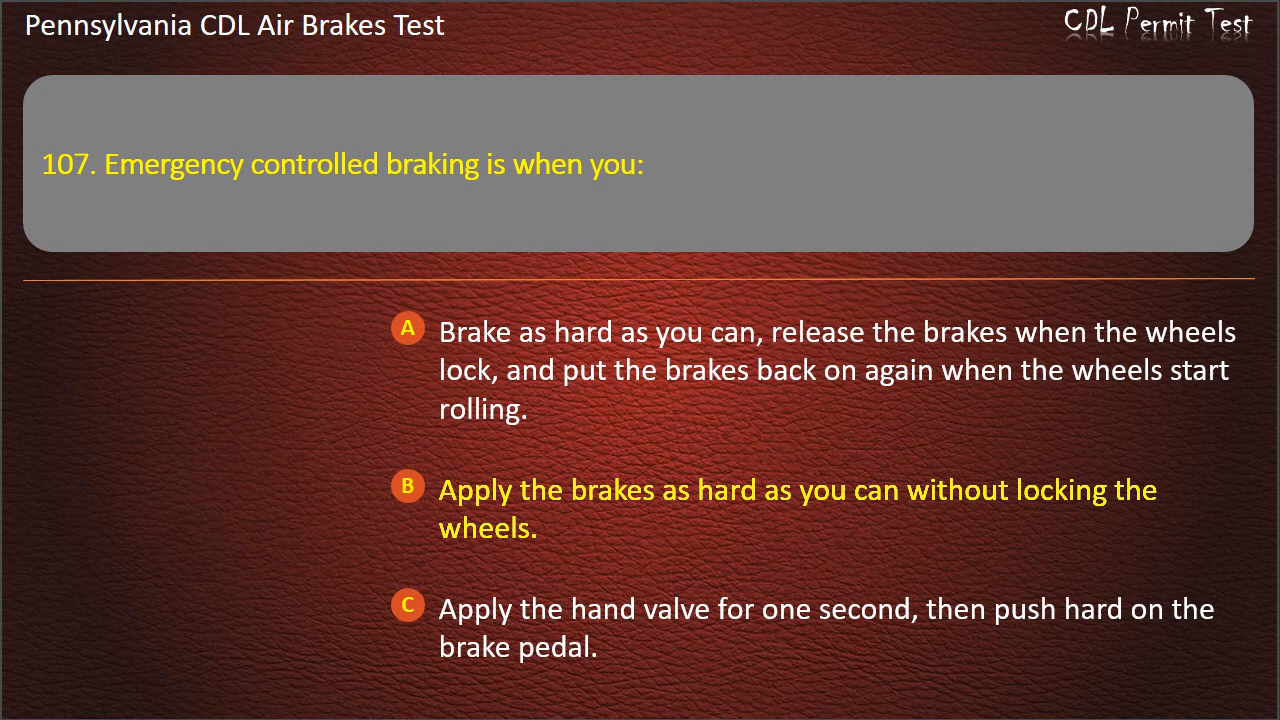 Pennsylvania CDL Air Brakes Test
CDL Permit Test
107. Emergency controlled braking is when you:
A Brake as hard as you can, release the brakes when the wheels
lock, and put the brakes back on again when the wheels start
rolling.
B Apply the brakes as hard as you can without locking the
wheels.
C Apply the hand valve for one second, then push hard on the
brake pedal.